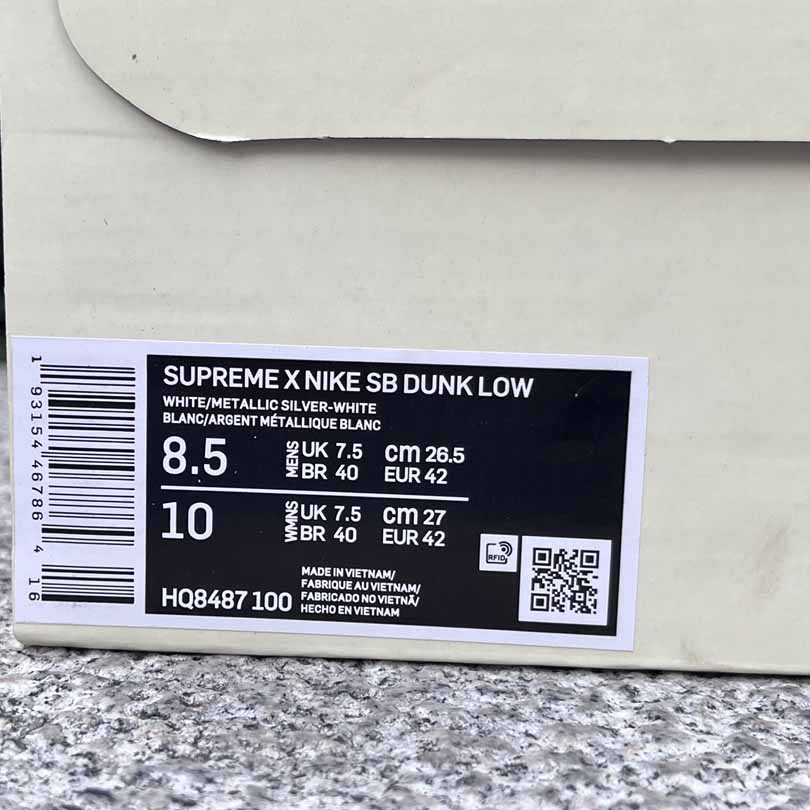 SUPREME X NIKE SB DUNK LOW
WHITE/METALLIC SILVER-WHITE
BLANC/ARGENT MÉTALLIQUE BLANC
8.5 MENS UK 7.5 cm 26.5
BR 40 EUR 42
10 WMNS UK 7.5 cm 27
BR 40 EUR 42
RFID
MADE IN VIETNAM/
FABRIQUE AU VIETNAM/
FABRICADO NO VIETNÃ/
HECHO EN VIETNAM
HQ8487 100
1 93154 46786 4 16